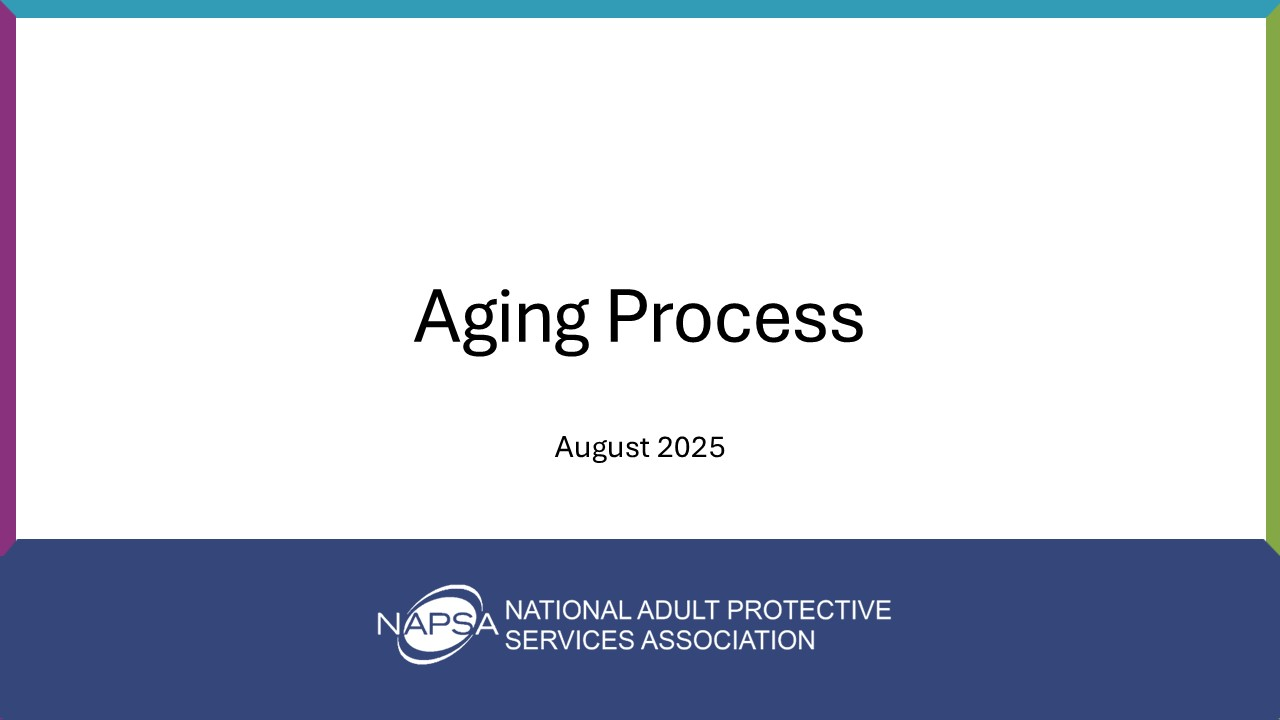 Aging Process
August 2025
NAPSA
NATIONAL ADULT PROTECTIVE
SERVICES ASSOCIATION